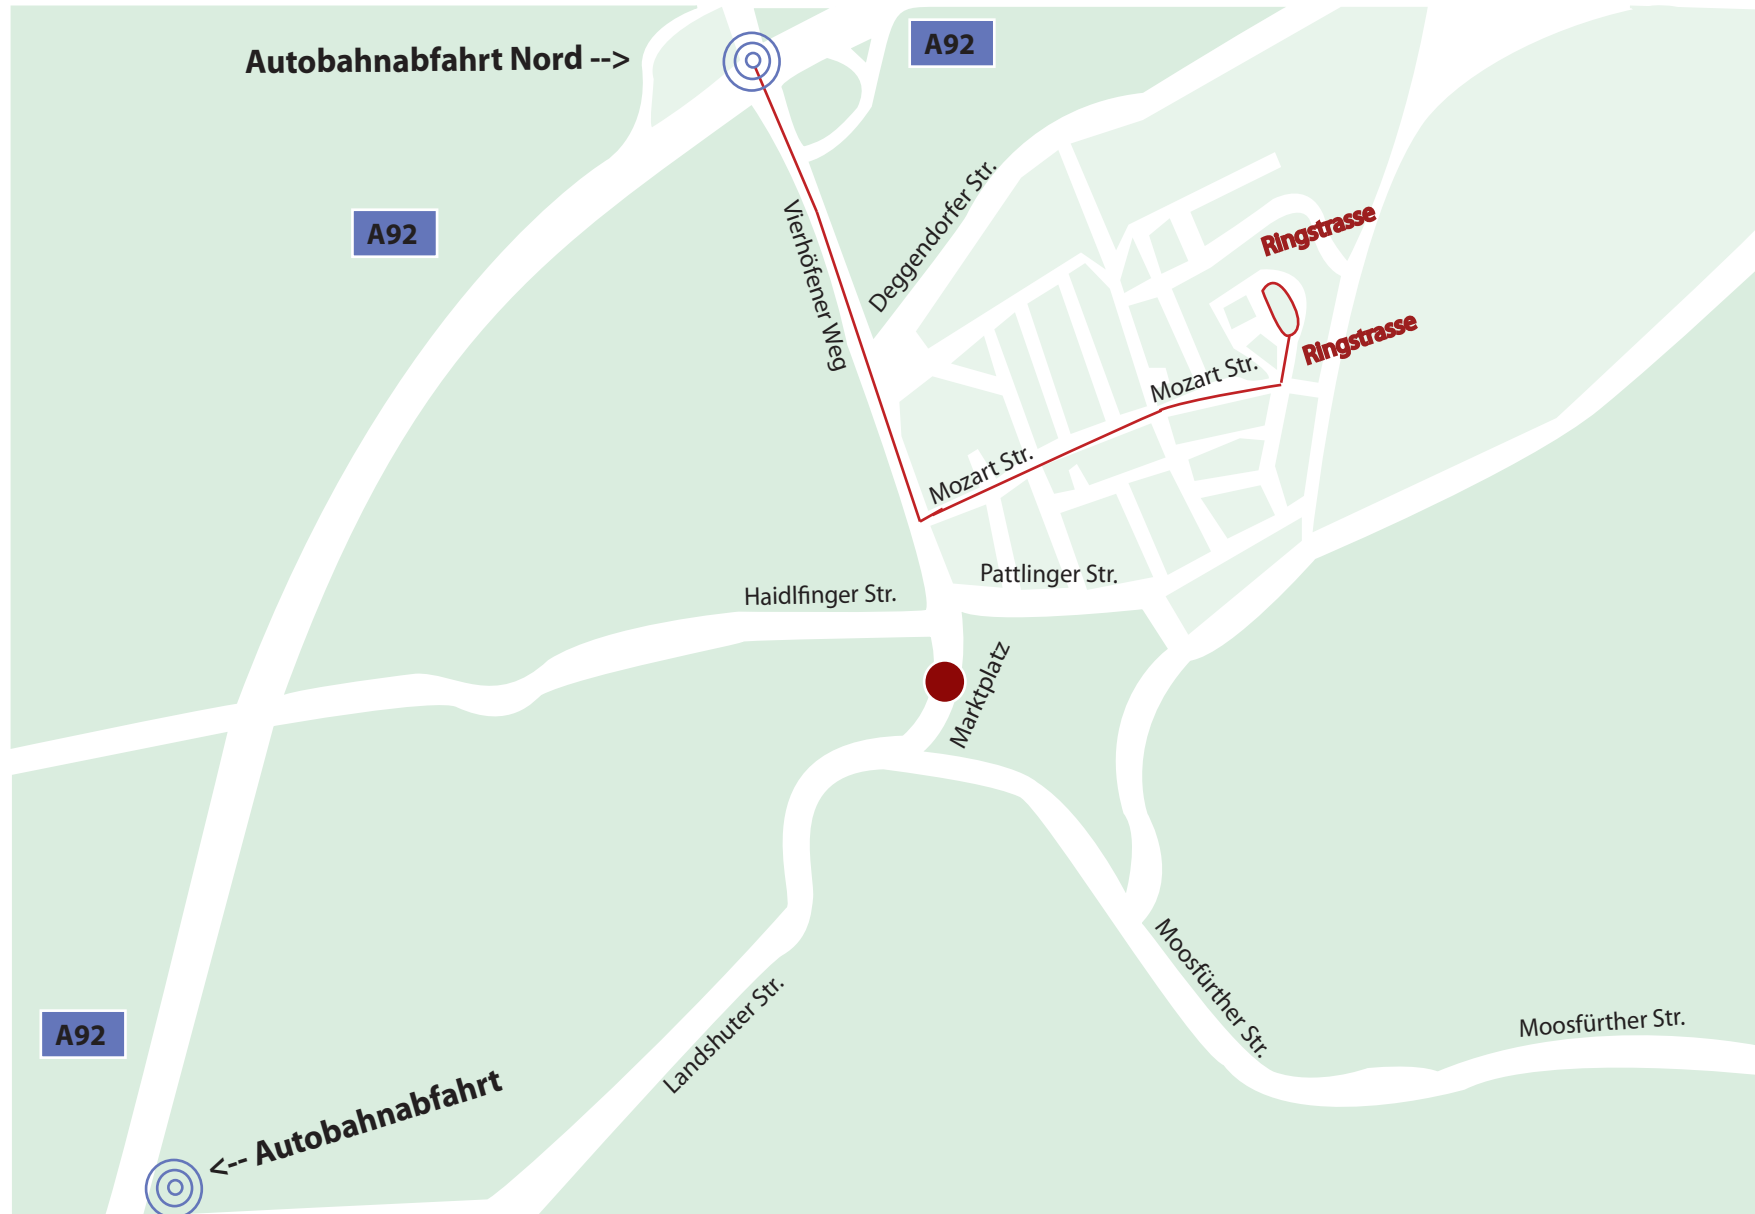 Autobahnabfahrt Nord -->
A92
A92
Deggendorfer Str.
Vierhöfener Weg
Ringstrasse
Ringstrasse
Mozart Str.
Mozart Str.
Pattlinger Str.
Haidlfinger Str.
Marktplatz
Moosfürther Str.
Moosfürther Str.
Landshuter Str.
A92
<-- Autobahnabfahrt